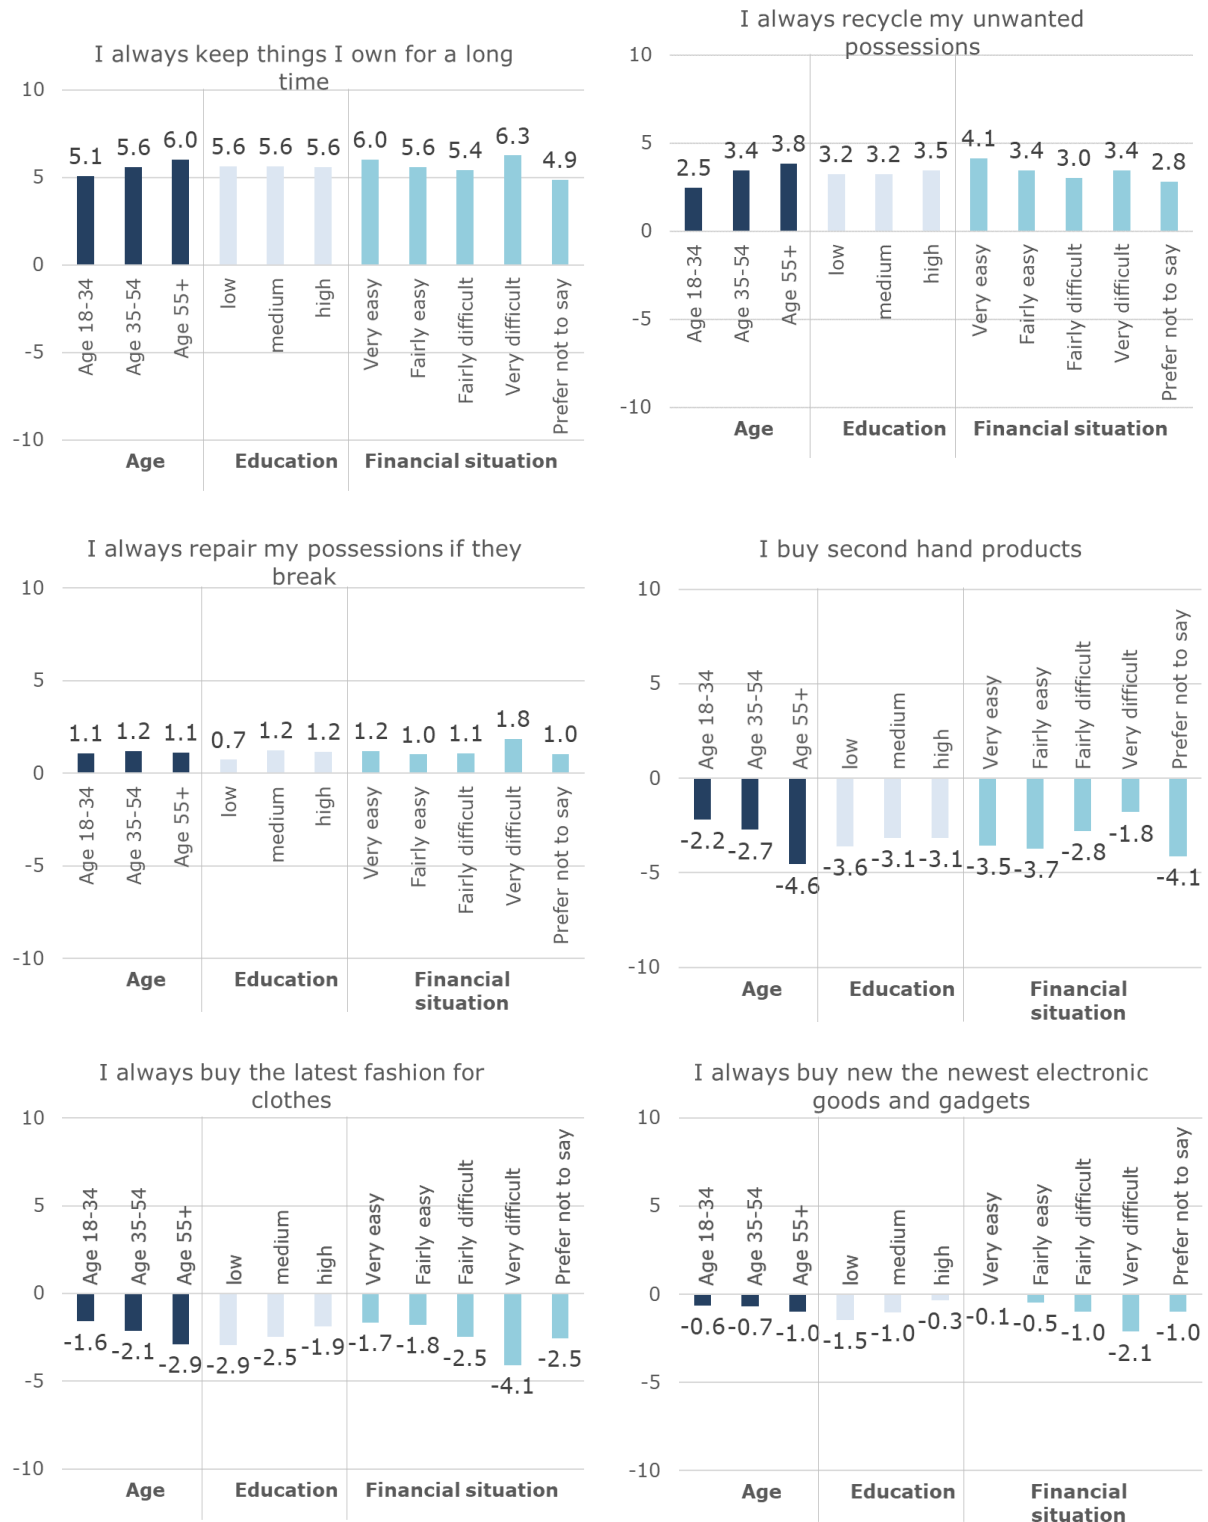 I always keep things I own for a long
time
10
5
0
-5
-10
5.1 5.6 6.0 5.6 5.6 5.6 6.0 5.6 5.4 6.3 4.9
Age 18-34
Age 35-54
Age 55+
low
medium
high
Very easy
Fairly easy
Fairly difficult
Very difficult
Prefer not to say
Age Education Financial situation
I always recycle my unwanted
possessions
10
5
0
-5
-10
2.5 3.4 3.8 3.2 3.2 3.5 4.1 3.4 3.0 3.4 2.8
Age 18-34
Age 35-54
Age 55+
low
medium
high
Very easy
Fairly easy
Fairly difficult
Very difficult
Prefer not to say
Age Education Financial situation
I always repair my possessions if they
break
10
5
0
-5
-10
1.1 1.2 1.1 0.7 1.2 1.2 1.2 1.0 1.1 1.8 1.0
Age 18-34
Age 35-54
Age 55+
low
medium
high
Very easy
Fairly easy
Fairly difficult
Very difficult
Prefer not to say
Age Education Financial
situation
I buy second hand products
10
5
0
-5
-10
Age 18-34
Age 35-54
Age 55+
low
medium
high
Very easy
Fairly easy
Fairly difficult
Very difficult
Prefer not to say
-2.2 -2.7 -4.6 -3.6 -3.1 -3.1 -3.5 -3.7 -2.8 -1.8 -4.1
Age Education Financial
situation
I always buy the latest fashion for
clothes
10
5
0
-5
-10
Age 18-34
Age 35-54
Age 55+
low
medium
high
Very easy
Fairly easy
Fairly difficult
Very difficult
Prefer not to say
-1.6 -2.1 -2.9 -2.9 -2.5 -1.9 -1.7 -1.8 -2.5 -4.1 -2.5
Age Education Financial situation
I always buy new the newest electronic
goods and gadgets
10
5
0
-5
-10
Age 18-34
Age 35-54
Age 55+
low
medium
high
Very easy
Fairly easy
Fairly difficult
Very difficult
Prefer not to say
-0.6 -0.7 -1.0 -1.5 -1.0 -0.3 -0.1 -0.5 -1.0 -2.1 -1.0
Age Education Financial
situation